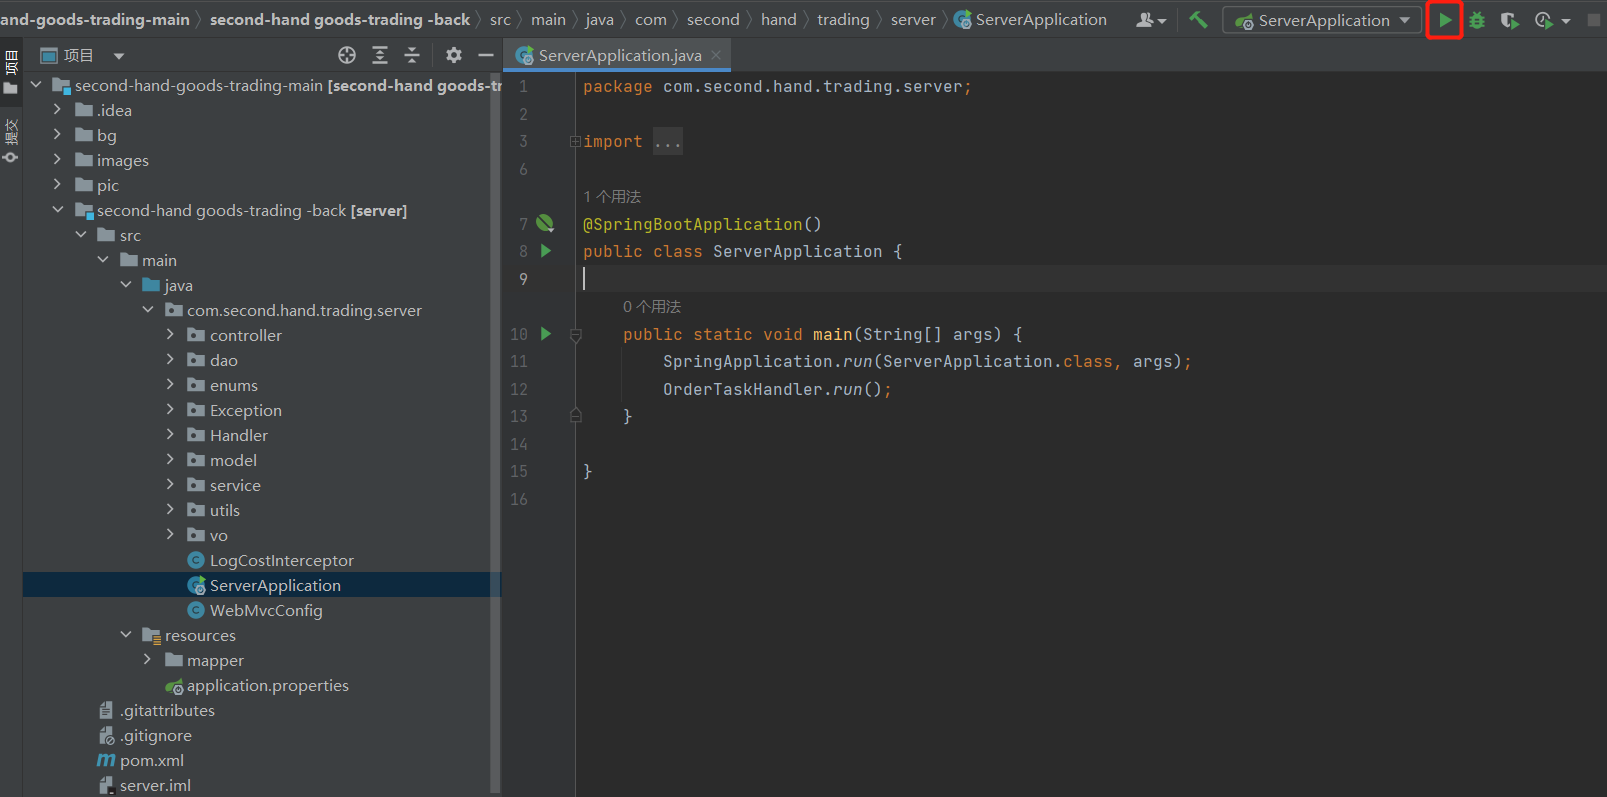 and-goods-trading-main 〉 second-hand goods-trading -back 〉 src 〉 main 〉 java 〉 com 〉 second 〉 hand 〉 trading 〉 server 〉 ServerApplication
ServerApplication
项目
提交
项目
second-hand-goods-trading-main [second-hand goods-tr
.idea
bg
images
pic
second-hand goods-trading -back [server]
src
main
java
com.second.hand.trading.server
controller
dao
enums
Exception
Handler
model
service
utils
vo
LogCostInterceptor
ServerApplication
WebMvcConfig
resources
mapper
application.properties
.gitattributes
.gitignore
pom.xml
server.iml
ServerApplication.java
1 package com.second.hand.trading.server;
2
3 import ...
6
1 个用法
7 @SpringBootApplication()
8 public class ServerApplication {
9
0 个用法
10 public static void main(String[] args) {
11 SpringApplication.run(ServerApplication.class, args);
12 OrderTaskHandler.run();
13 }
14
15 }
16